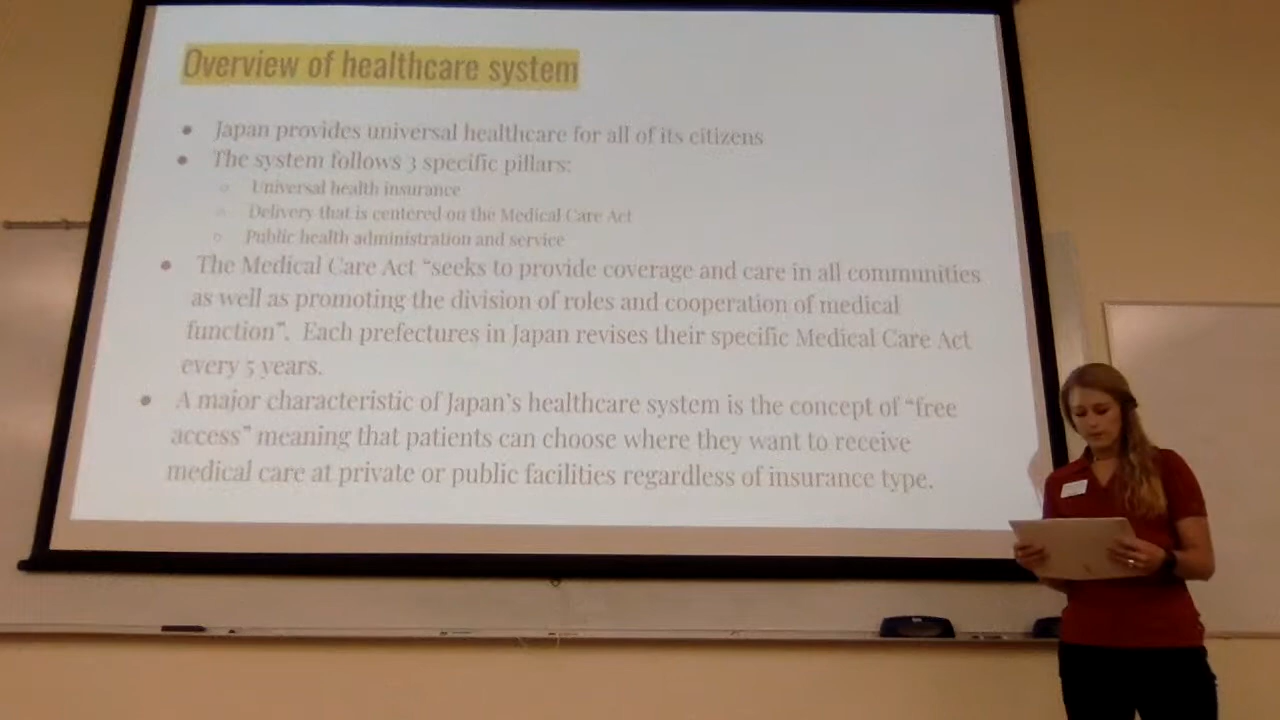 Overview of healthcare system
● Japan provides universal healthcare for all of its citizens
● The system follows 3 specific pillars:
○ Universal health insurance
○ Delivery that is centered on the Medical Care Act
○ Public health administration and service
● The Medical Care Act “seeks to provide coverage and care in all communities
as well as promoting the division of roles and cooperation of medical
function”. Each prefectures in Japan revises their specific Medical Care Act
every 5 years.
● A major characteristic of Japan’s healthcare system is the concept of “free
access” meaning that patients can choose where they want to receive
medical care at private or public facilities regardless of insurance type.